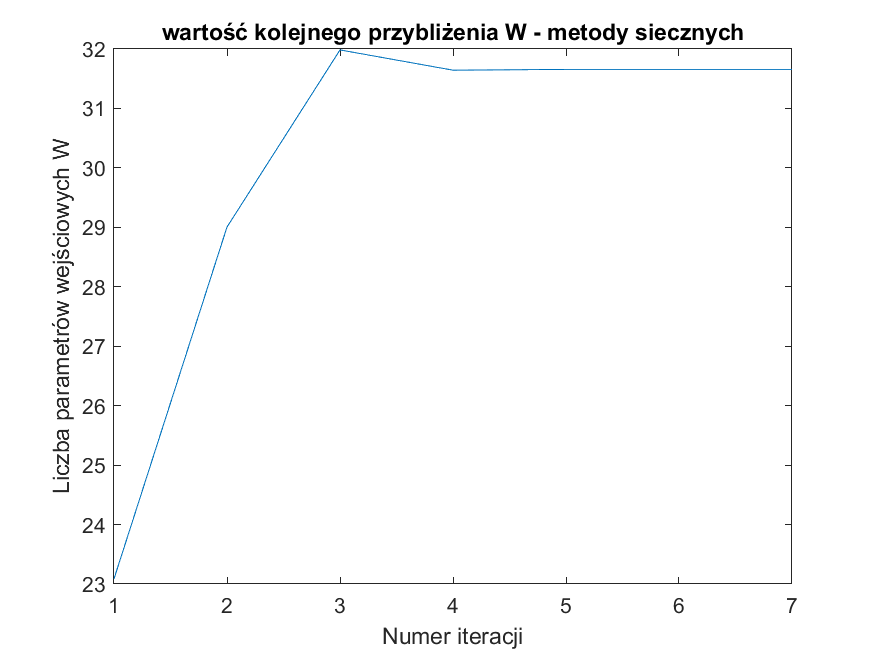 wartość kolejnego przybliżenia W - metody siecznych
Liczba parametrów wejściowych W
32
31
30
29
28
27
26
25
24
23
1 2 3 4 5 6 7
Numer iteracji